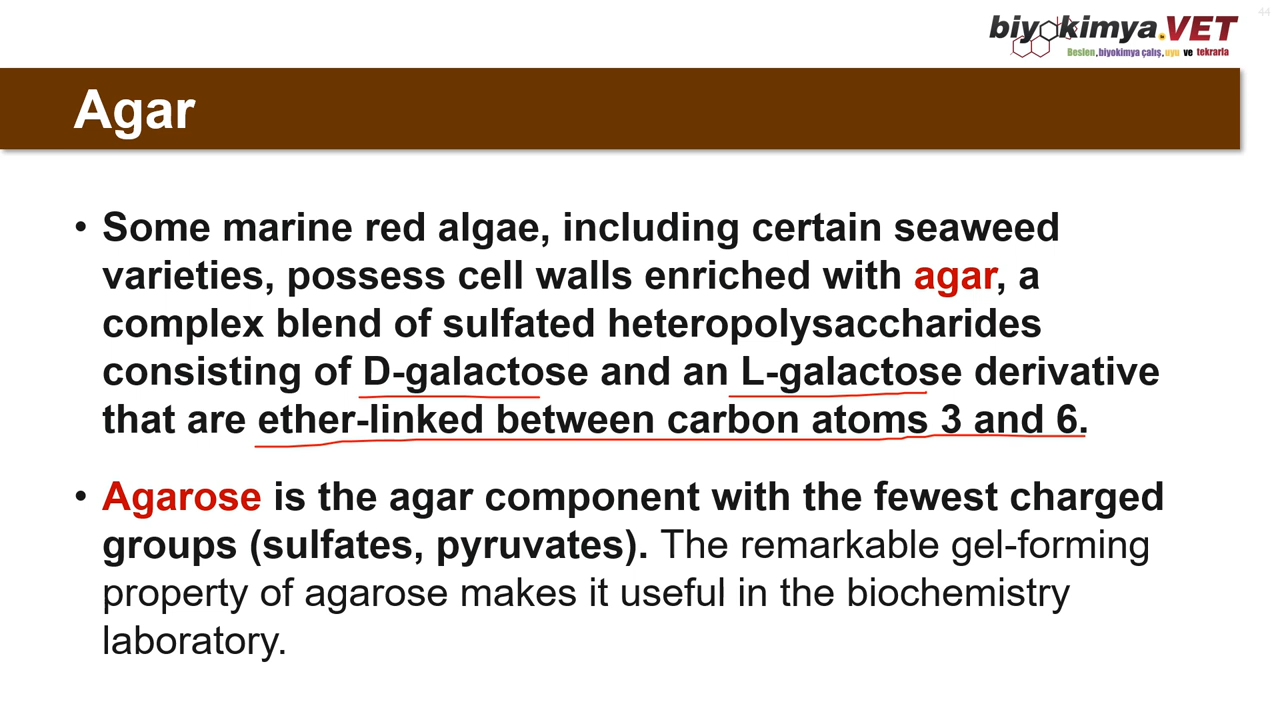 44
biyokimya.VET
Beslen,biyokimya çalış,uyu ve tekrarla
Agar
• Some marine red algae, including certain seaweed
varieties, possess cell walls enriched with agar, a
complex blend of sulfated heteropolysaccharides
consisting of D-galactose and an L-galactose derivative
that are ether-linked between carbon atoms 3 and 6.
• Agarose is the agar component with the fewest charged
groups (sulfates, pyruvates). The remarkable gel-forming
property of agarose makes it useful in the biochemistry
laboratory.